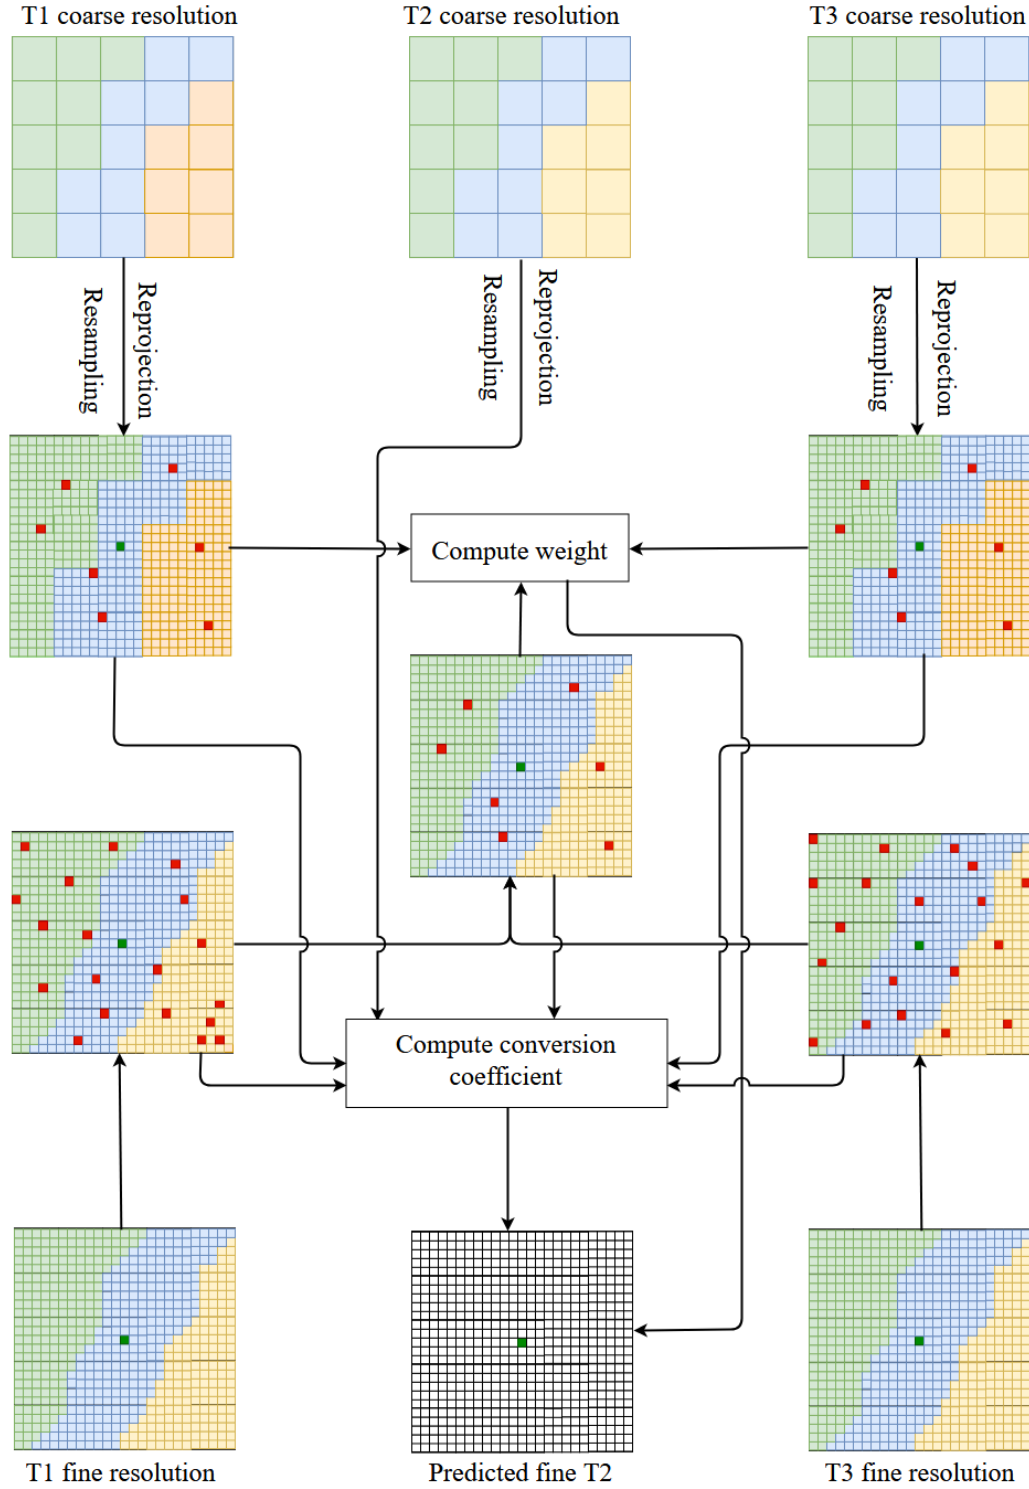 T1 coarse resolution
T2 coarse resolution
T3 coarse resolution
Resampling
Reprojection
Resampling
Reprojection
Resampling
Reprojection
Compute weight
Compute conversion
coefficient
T1 fine resolution
Predicted fine T2
T3 fine resolution